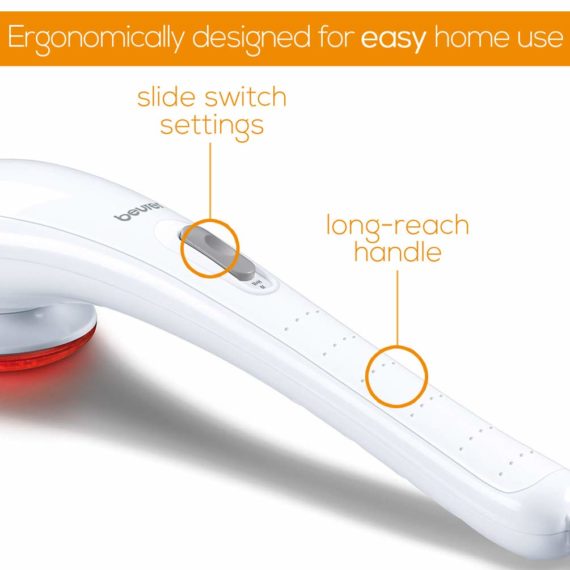 Ergonomically designed for easy home use
slide switch
settings
beurer
long-reach
handle